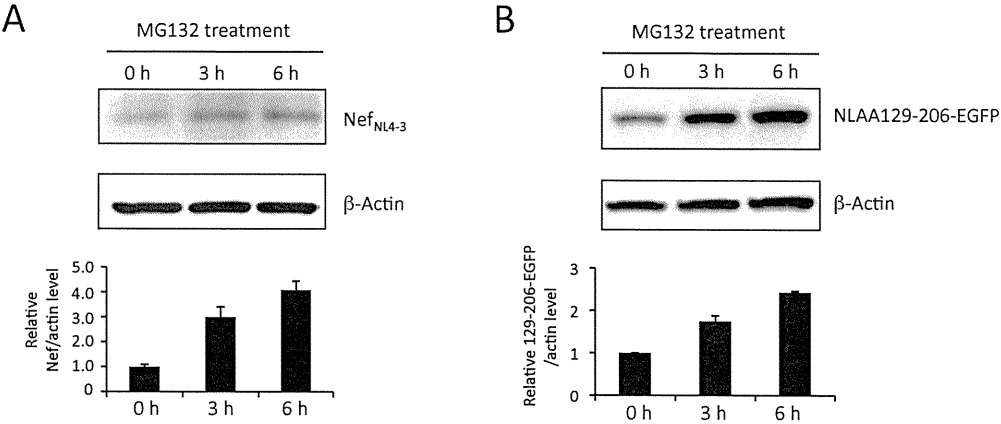 A
MG132 treatment
0 h 3 h 6 h
Nef NL4-3
β-Actin
Relative
Nef/actin level
5.0
4.0
3.0
2.0
1.0
0
0 h 3 h 6 h
B
MG132 treatment
0 h 3 h 6 h
NLAA129-206-EGFP
β-Actin
Relative 129-206-EGFP
/actin level
3
2
1
0
0 h 3 h 6 h